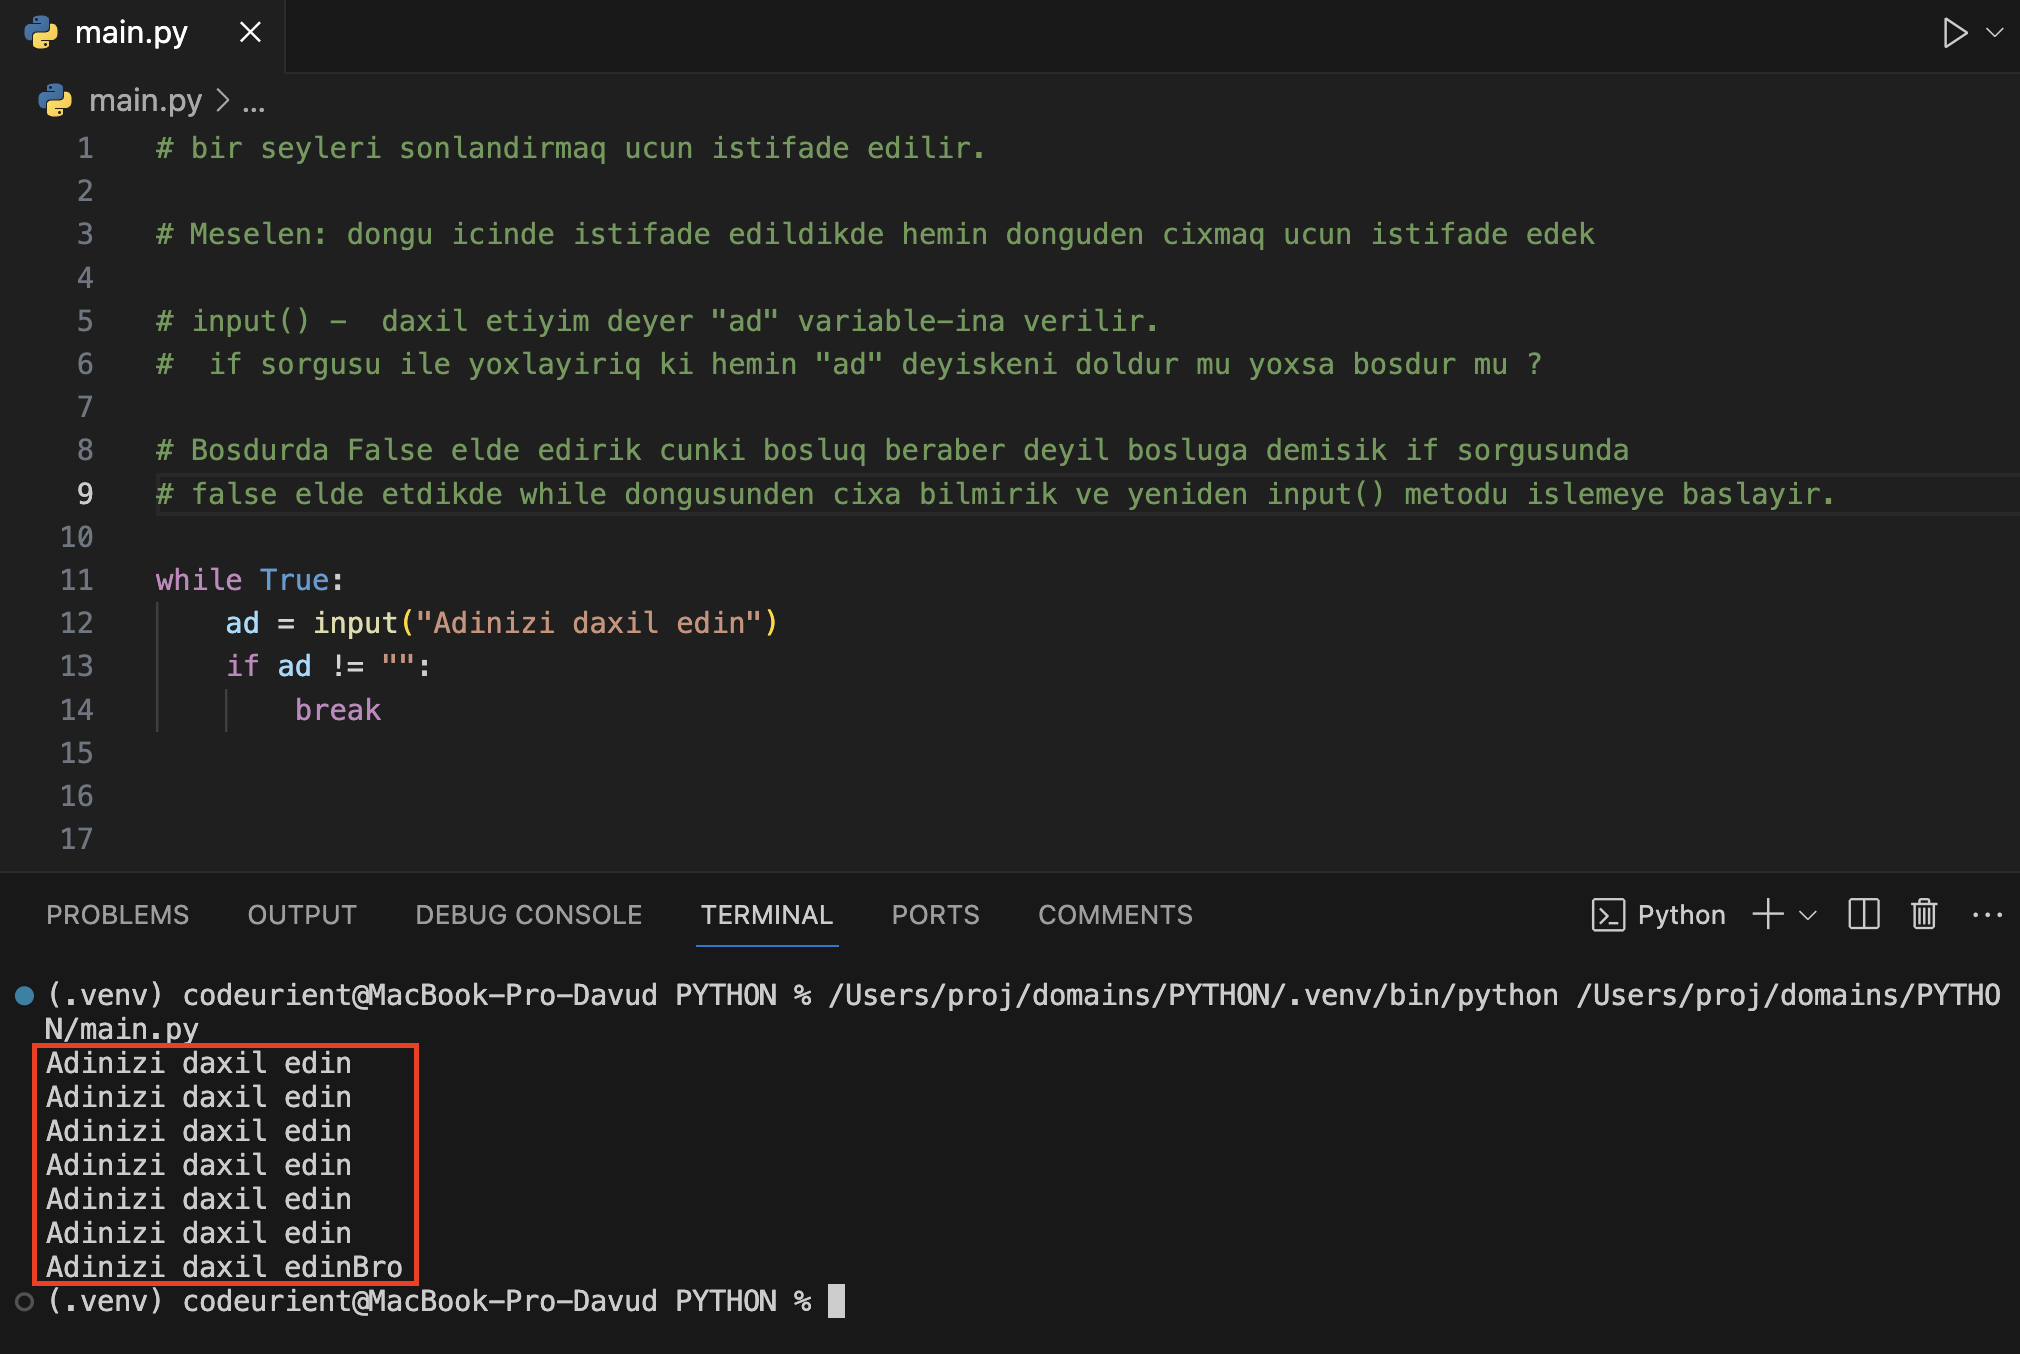 main.py
main.py > ...
1 # bir seyleri sonlandirmaq ucun istifade edilir.
2
3 # Meselen: dongu icinde istifade edildikde hemin donguden cixmaq ucun istifade edek
4
5 # input() -  daxil etiyim deyer "ad" variable-ina verilir.
6 #  if sorgusu ile yoxlayiriq ki hemin "ad" deyiskeni doldur mu yoxsa bosdur mu ?
7
8 # Bosdurda False elde edirik cunki bosluq beraber deyil bosluga demisik if sorgusunda
9 # false elde etdikde while dongusunden cixa bilmirik ve yeniden input() metodu islemeye baslayir.
10
11 while True:
12     ad = input("Adinizi daxil edin")
13     if ad != "":
14         break
15
16
17
PROBLEMS OUTPUT DEBUG CONSOLE TERMINAL PORTS COMMENTS Python
(.venv) codeurient@MacBook-Pro-Davud PYTHON % /Users/proj/domains/PYTHON/.venv/bin/python /Users/proj/domains/PYTHO
N/main.py
Adinizi daxil edin
Adinizi daxil edin
Adinizi daxil edin
Adinizi daxil edin
Adinizi daxil edin
Adinizi daxil edin
Adinizi daxil edinBro
(.venv) codeurient@MacBook-Pro-Davud PYTHON %